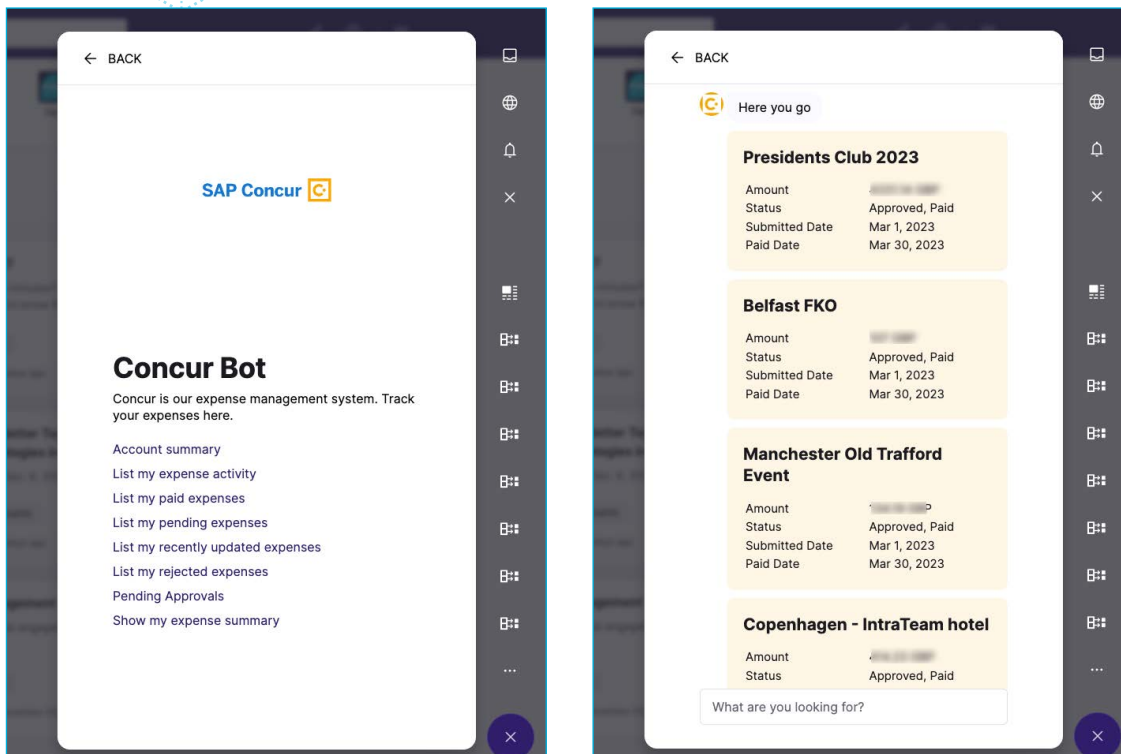 ← BACK
SAP Concur C
Concur Bot
Concur is our expense management system. Track
your expenses here.
Account summary
List my expense activity
List my paid expenses
List my pending expenses
List my recently updated expenses
List my rejected expenses
Pending Approvals
Show my expense summary
← BACK
Here you go
Presidents Club 2023
Amount
Status Approved, Paid
Submitted Date Mar 1, 2023
Paid Date Mar 30, 2023
Belfast FKO
Amount
Status Approved, Paid
Submitted Date Mar 1, 2023
Paid Date Mar 30, 2023
Manchester Old Trafford
Event
Amount
Status Approved, Paid
Submitted Date Mar 1, 2023
Paid Date Mar 30, 2023
Copenhagen - IntraTeam hotel
Amount
Status Approved, Paid
What are you looking for?